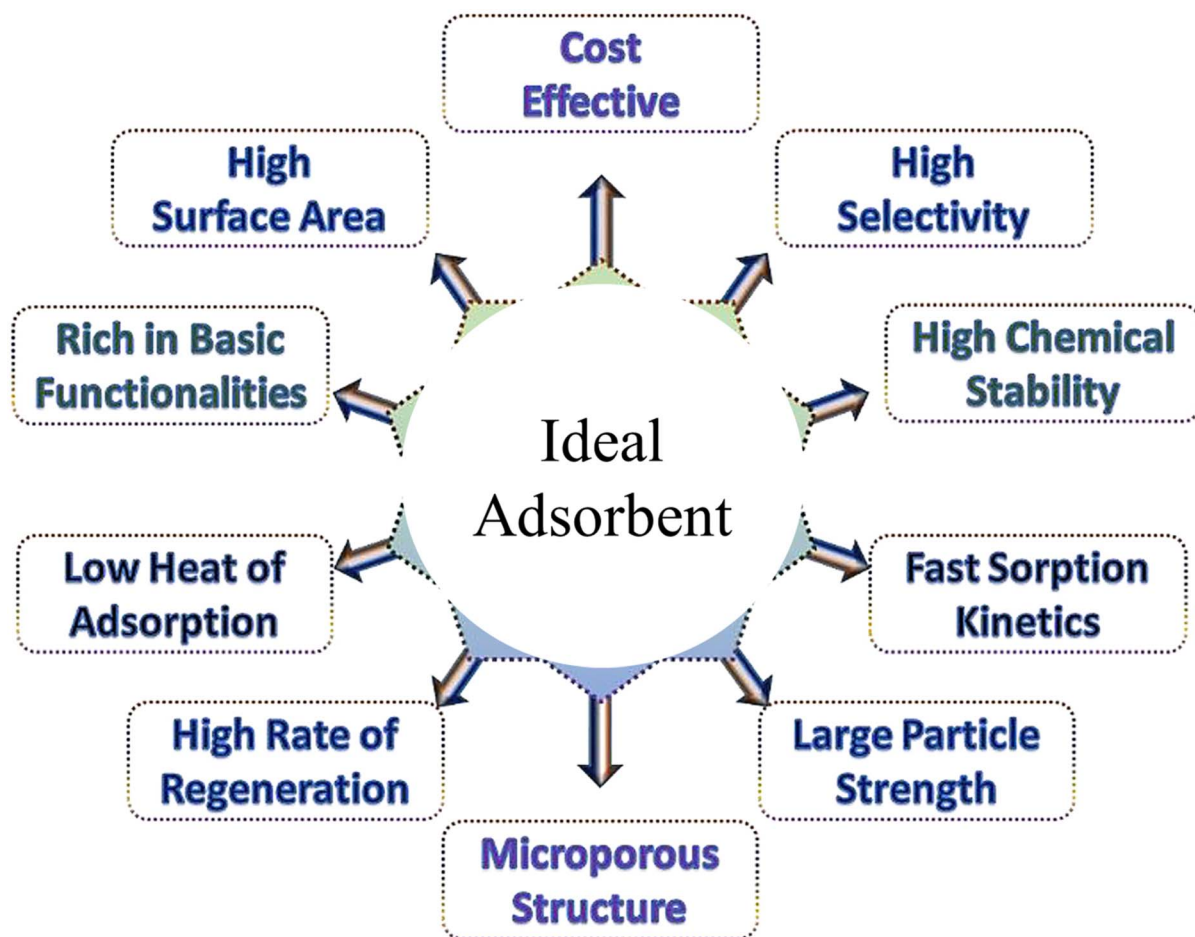 Cost
Effective
High
Surface Area
High
Selectivity
Rich in Basic
Functionalities
High Chemical
Stability
Ideal
Adsorbent
Low Heat of
Adsorption
Fast Sorption
Kinetics
High Rate of
Regeneration
Large Particle
Strength
Microporous
Structure